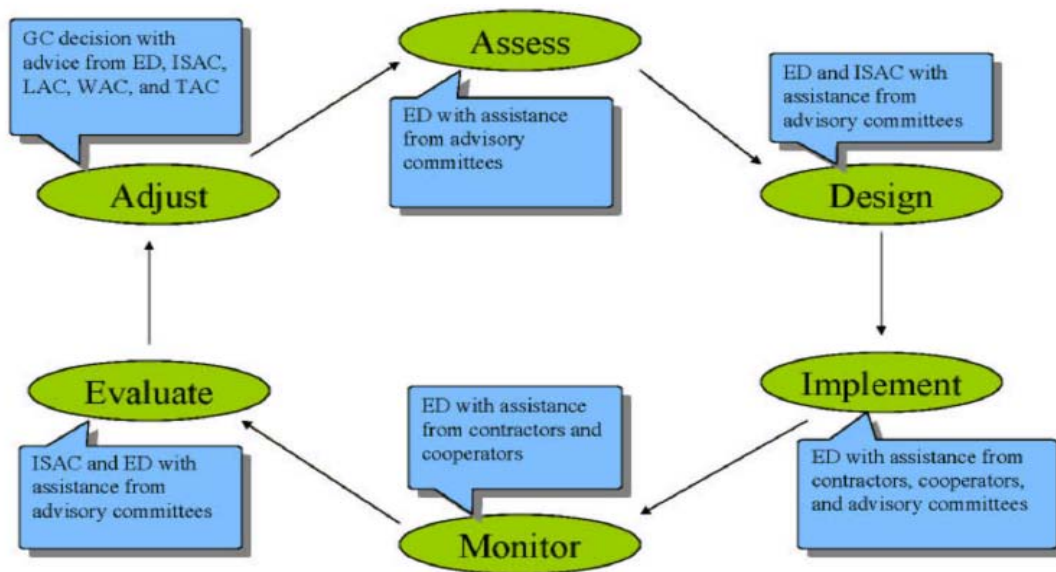 GC decision with
advice from ED, ISAC,
LAC, WAC, and TAC
Assess
ED with assistance
from advisory
committees
ED and ISAC with
assistance from
advisory committees
Adjust
Design
Evaluate
Implement
ISAC and ED with
assistance from
advisory committees
ED with assistance
from contractors and
cooperators
ED with assistance from
contractors, cooperators,
and advisory committees
Monitor